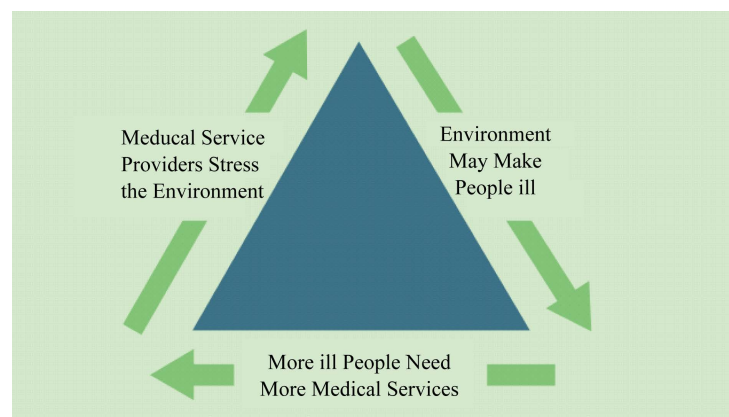 Meducal Service
Providers Stress
the Environment
Environment
May Make
People ill
More ill People Need
More Medical Services